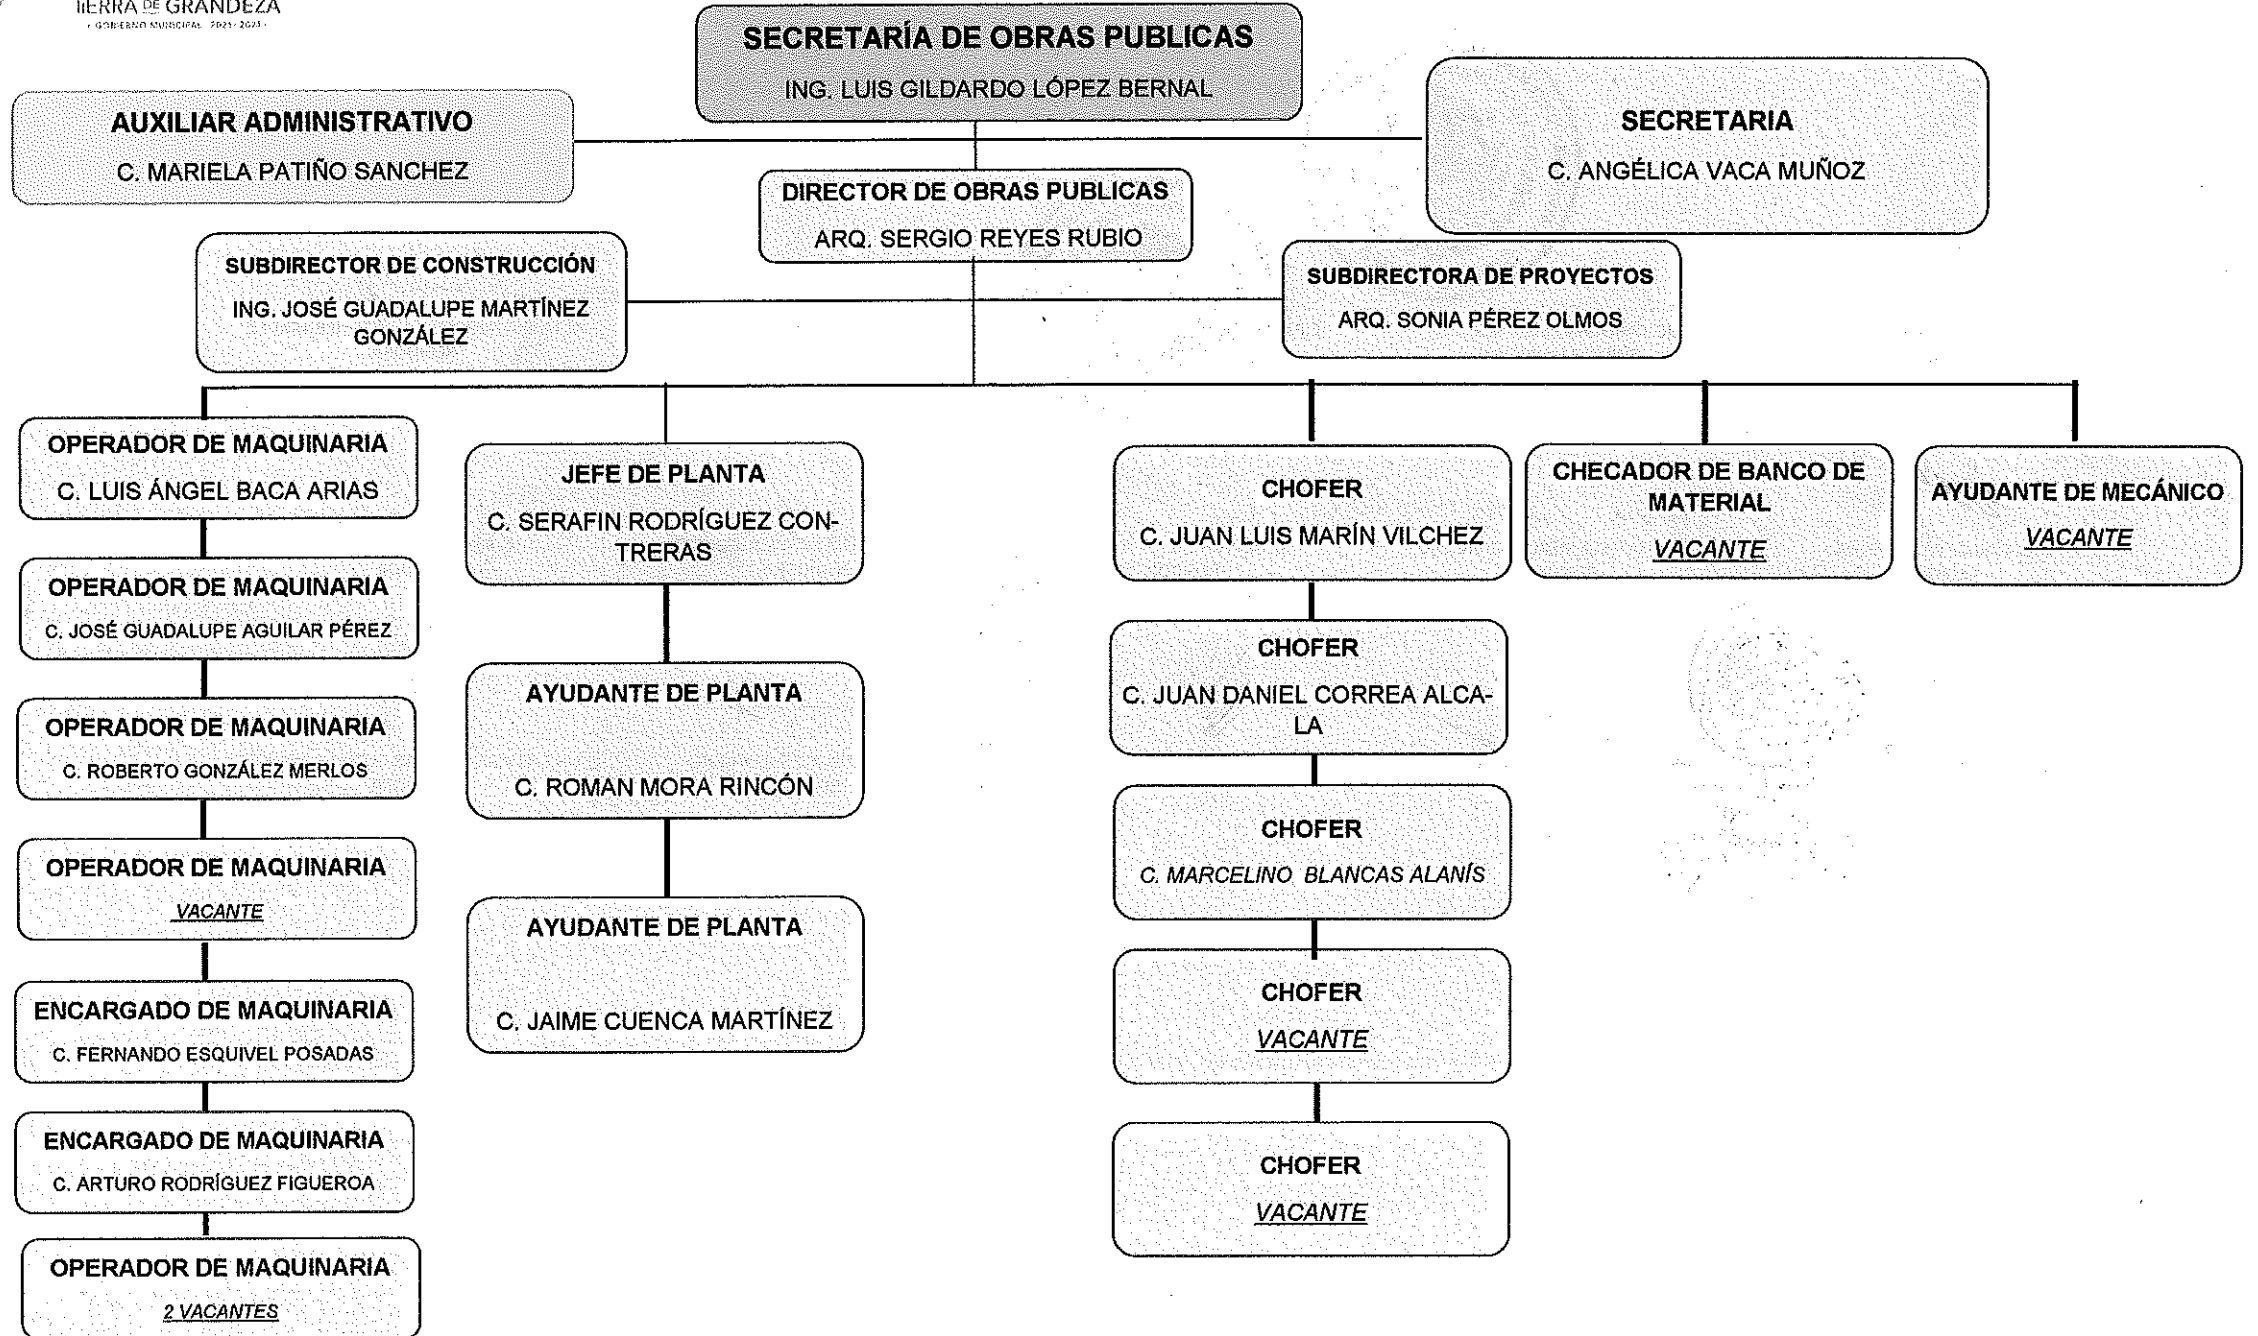 TIERRA DE GRANDEZA
· GOBIERNO MUNICIPAL 2021-2024 ·
SECRETARÍA DE OBRAS PUBLICAS
ING. LUIS GILDARDO LÓPEZ BERNAL
AUXILIAR ADMINISTRATIVO
C. MARIELA PATIÑO SANCHEZ
SECRETARIA
C. ANGÉLICA VACA MUÑOZ
DIRECTOR DE OBRAS PUBLICAS
ARQ. SERGIO REYES RUBIO
SUBDIRECTOR DE CONSTRUCCIÓN
ING. JOSÉ GUADALUPE MARTÍNEZ
GONZÁLEZ
SUBDIRECTORA DE PROYECTOS
ARQ. SONIA PÉREZ OLMOS
OPERADOR DE MAQUINARIA
C. LUIS ÁNGEL BACA ARIAS
OPERADOR DE MAQUINARIA
C. JOSÉ GUADALUPE AGUILAR PÉREZ
OPERADOR DE MAQUINARIA
C. ROBERTO GONZÁLEZ MERLOS
OPERADOR DE MAQUINARIA
VACANTE
ENCARGADO DE MAQUINARIA
C. FERNANDO ESQUIVEL POSADAS
ENCARGADO DE MAQUINARIA
C. ARTURO RODRÍGUEZ FIGUEROA
OPERADOR DE MAQUINARIA
2 VACANTES
JEFE DE PLANTA
C. SERAFIN RODRÍGUEZ CON-
TRERAS
AYUDANTE DE PLANTA
C. ROMAN MORA RINCÓN
AYUDANTE DE PLANTA
C. JAIME CUENCA MARTÍNEZ
CHOFER
C. JUAN LUIS MARÍN VILCHEZ
CHOFER
C. JUAN DANIEL CORREA ALCA-
LA
CHOFER
C. MARCELINO BLANCAS ALANÍS
CHOFER
VACANTE
CHOFER
VACANTE
CHECADOR DE BANCO DE
MATERIAL
VACANTE
AYUDANTE DE MECÁNICO
VACANTE